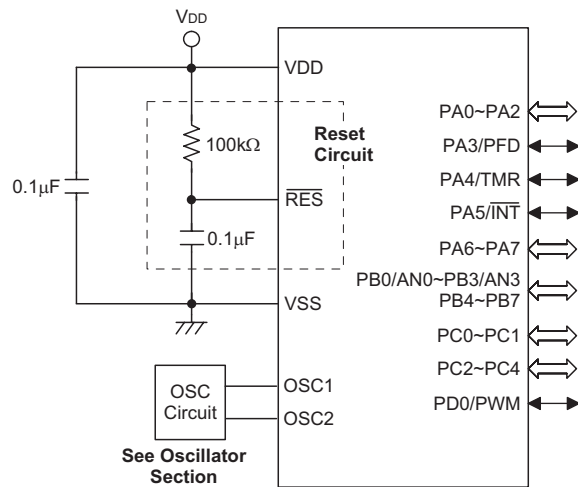 VDD
VDD
100kΩ
Reset
Circuit
0.1μF
R̅E̅S̅
0.1μF
VSS
OSC
Circuit
OSC1
OSC2
See Oscillator
Section
PA0~PA2
PA3/PFD
PA4/TMR
PA5/I̅N̅T̅
PA6~PA7
PB0/AN0~PB3/AN3
PB4~PB7
PC0~PC1
PC2~PC4
PD0/PWM